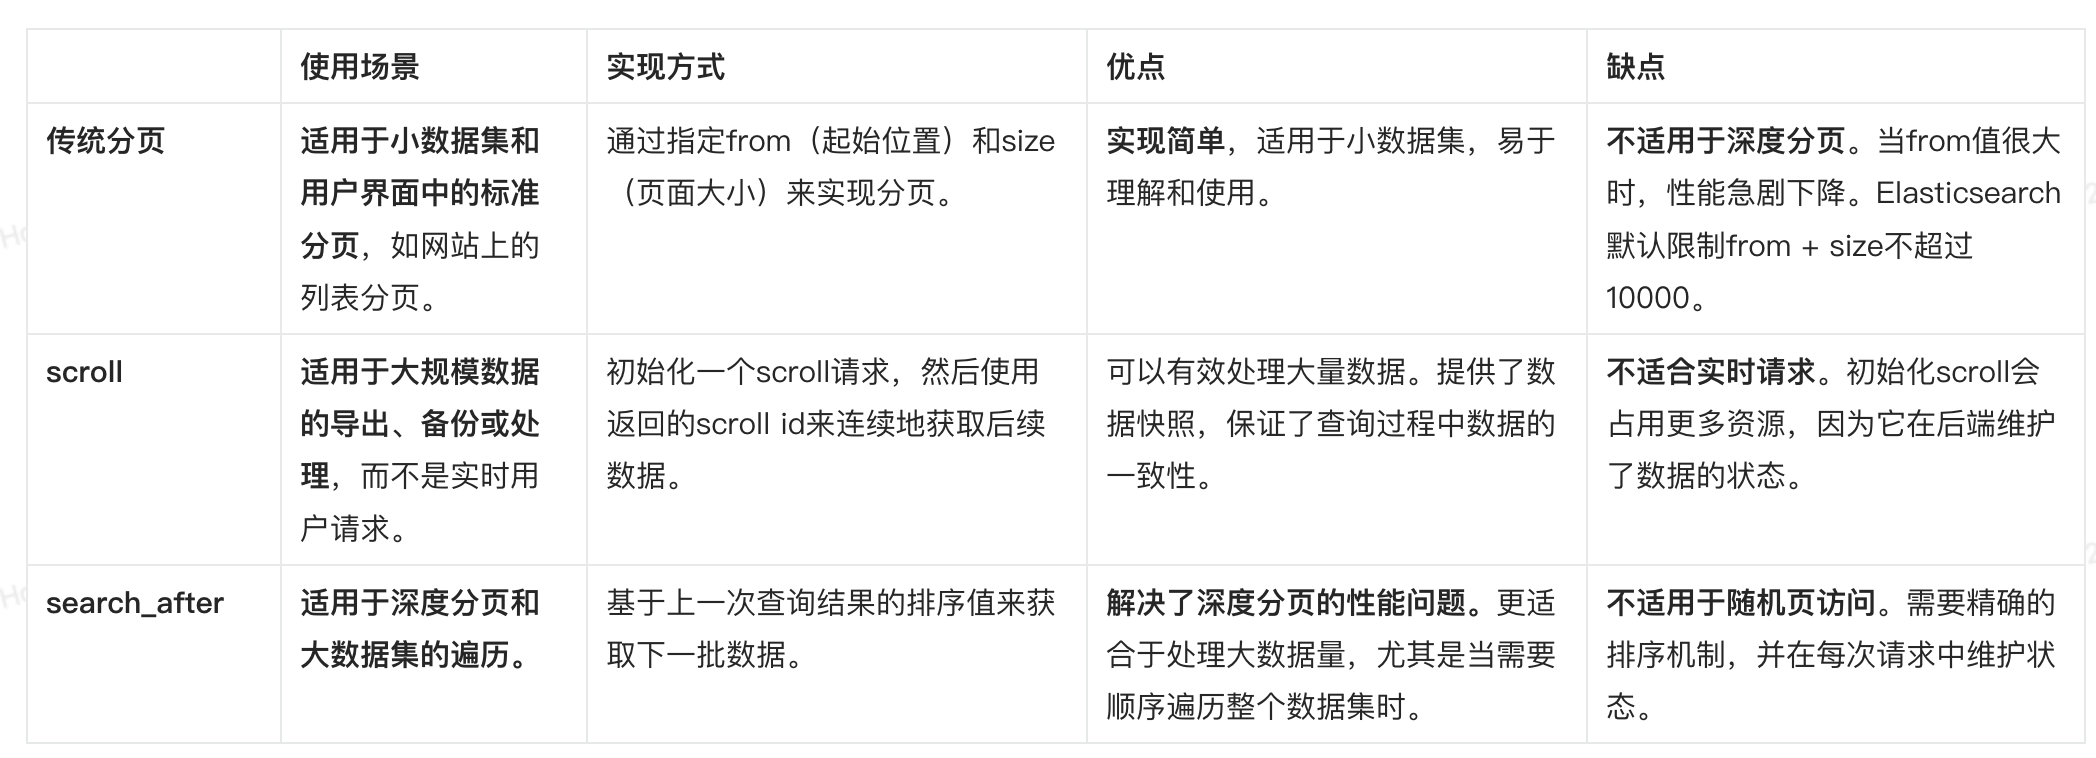 使用场景
实现方式
优点
缺点
传统分页
适用于小数据集和
用户界面中的标准
分页，如网站上的
列表分页。
通过指定from（起始位置）和size
（页面大小）来实现分页。
实现简单，适用于小数据集，易于
理解和使用。
不适用于深度分页。当from值很大
时，性能急剧下降。Elasticsearch
默认限制from + size不超过
10000。
scroll
适用于大规模数据
的导出、备份或处
理，而不是实时用
户请求。
初始化一个scroll请求，然后使用
返回的scroll id来连续地获取后续
数据。
可以有效处理大量数据。提供了数
据快照，保证了查询过程中数据的
一致性。
不适合实时请求。初始化scroll会
占用更多资源，因为它在后端维护
了数据的状态。
search_after
适用于深度分页和
大数据集的遍历。
基于上一次查询结果的排序值来获
取下一批数据。
解决了深度分页的性能问题。更适
合于处理大数据量，尤其是当需要
顺序遍历整个数据集时。
不适用于随机页访问。需要精确的
排序机制，并在每次请求中维护状
态。